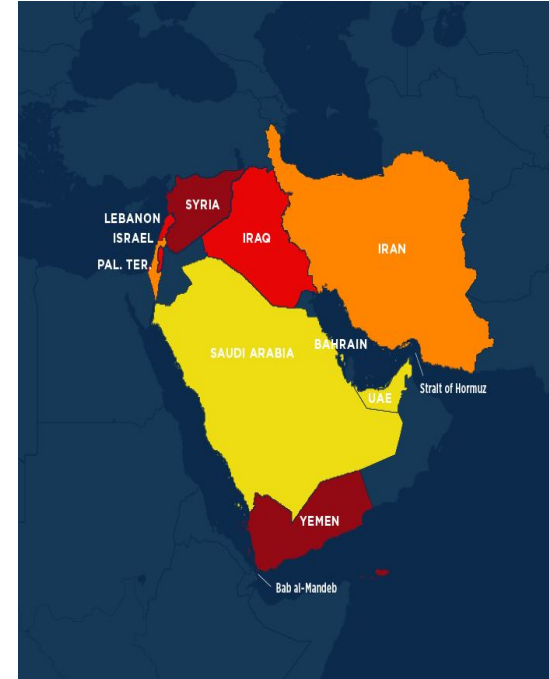 SYRIA
LEBANON
ISRAEL
IRAQ
IRAN
PAL. TER.
BAHRAIN
SAUDI ARABIA
Strait of Hormuz
UAE
YEMEN
Bab al-Mandeb